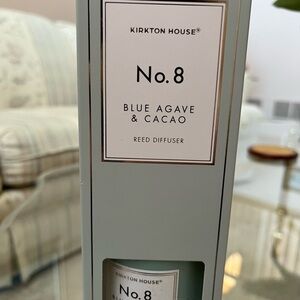 KIRKTON HOUSE®
No. 8
BLUE AGAVE
& CACAO
REED DIFFUSER
KIRKTON HOUSE®
No. 8